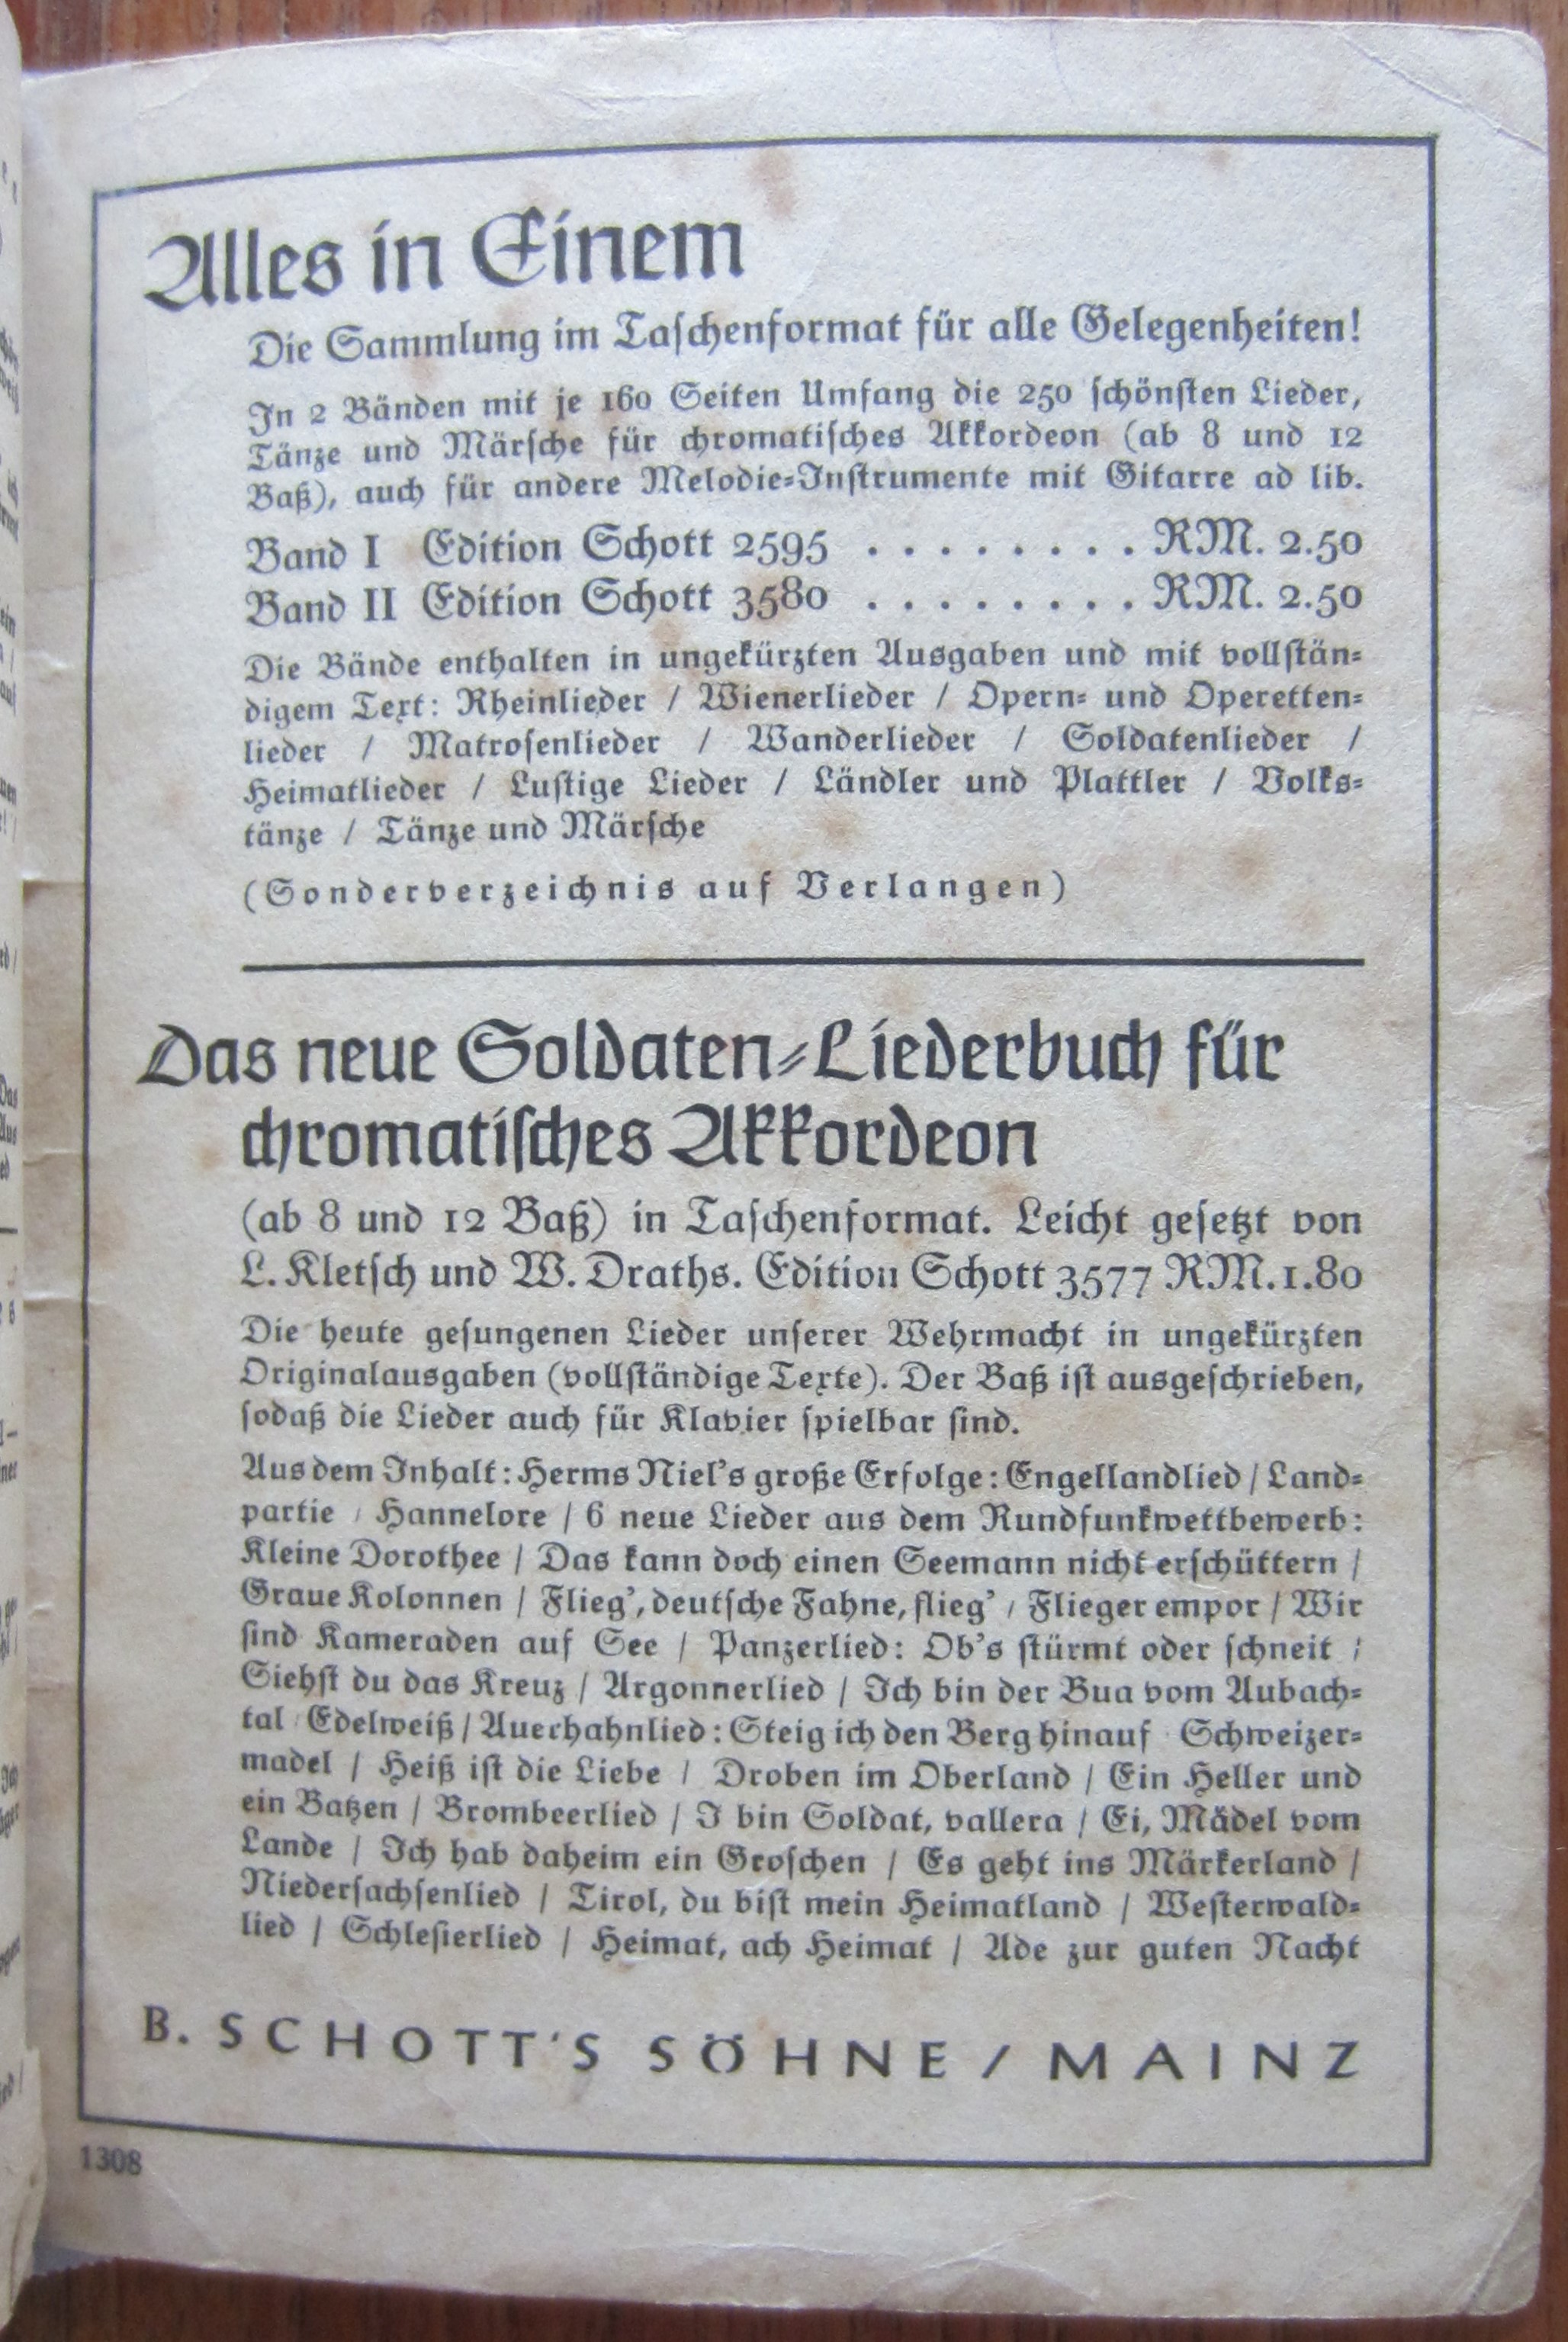 Alles in Einem
Die Sammlung im Taschenformat für alle Gelegenheiten!
In 2 Bänden mit je 160 Seiten Umfang die 250 schönsten Lieder,
Tänze und Märsche für chromatisches Akkordeon (ab 8 und 12
Baß), auch für andere Melodie-Instrumente mit Gitarre ad lib.
Band I Edition Schott 2595 . . . . . . . . RM. 2.50
Band II Edition Schott 3580 . . . . . . . . RM. 2.50
Die Bände enthalten in ungekürzten Ausgaben und mit vollstän-
digem Text: Rheinlieder / Wienerlieder / Opern- und Operetten-
lieder / Matrosenlieder / Wanderlieder / Soldatenlieder /
Heimatlieder / Lustige Lieder / Ländler und Plattler / Volks-
tänze / Tänze und Märsche
(Sonderverzeichnis auf Verlangen)
Das neue Soldaten-Liederbuch für
chromatisches Akkordeon
(ab 8 und 12 Baß) in Taschenformat. Leicht gesetzt von
L. Kletsch und W. Draths. Edition Schott 3577 RM. 1.80
Die heute gesungenen Lieder unserer Wehrmacht in ungekürzten
Originalausgaben (vollständige Texte). Der Baß ist ausgeschrieben,
sodaß die Lieder auch für Klavier spielbar sind.
Aus dem Inhalt: Herms Niel's große Erfolge: Engellandlied / Land-
partie / Hannelore / 6 neue Lieder aus dem Rundfunkwettbewerb:
Kleine Dorothee / Das kann doch einen Seemann nicht erschüttern /
Graue Kolonnen / Flieg', deutsche Fahne, flieg' / Flieger empor / Wir
sind Kameraden auf See / Panzerlied: Ob's stürmt oder schneit /
Siehst du das Kreuz / Argonnerlied / Ich bin der Bua vom Aubach-
tal / Edelweiß / Auerhahnlied: Steig ich den Berg hinauf / Schweizer-
madel / Heiß ist die Liebe / Droben im Oberland / Ein Heller und
ein Batzen / Brombeerlied / I bin Soldat, vallera / Ei, Mädel vom
Lande / Ich hab daheim ein Groschen / Es geht ins Märkerland /
Niedersachsenlied / Tirol, du bist mein Heimatland / Westerwald-
lied / Schlesierlied / Heimat, ach Heimat / Ade zur guten Nacht
B. SCHOTT'S SÖHNE / MAINZ
1308